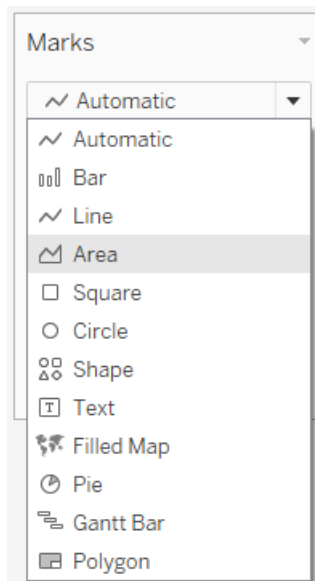 Marks
Automatic
Automatic
Bar
Line
Area
Square
Circle
Shape
Text
Filled Map
Pie
Gantt Bar
Polygon